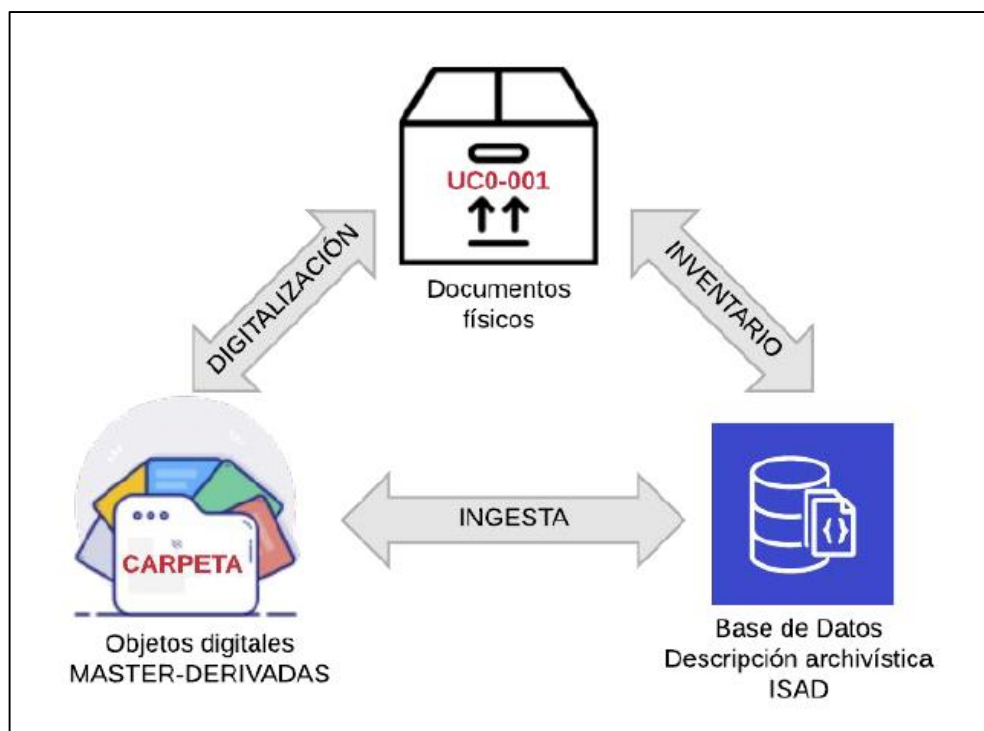 UC0-001
Documentos
físicos
DIGITALIZACIÓN
INVENTARIO
INGESTA
CARPETA
Objetos digitales
MASTER-DERIVADAS
Base de Datos
Descripción archivística
ISAD